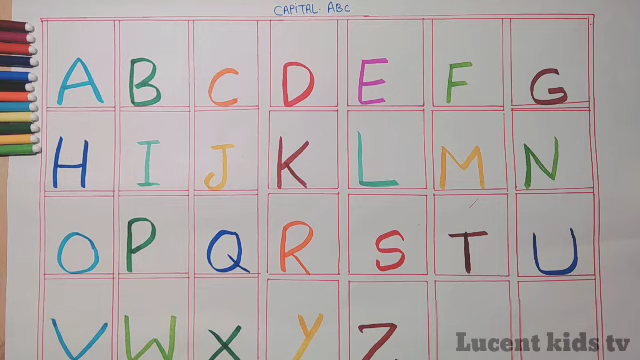 CAPITAL. ABC
A B C D E F G
H I J K L M N
O P Q R S T U
V W X Y Z
Lucent kids tv